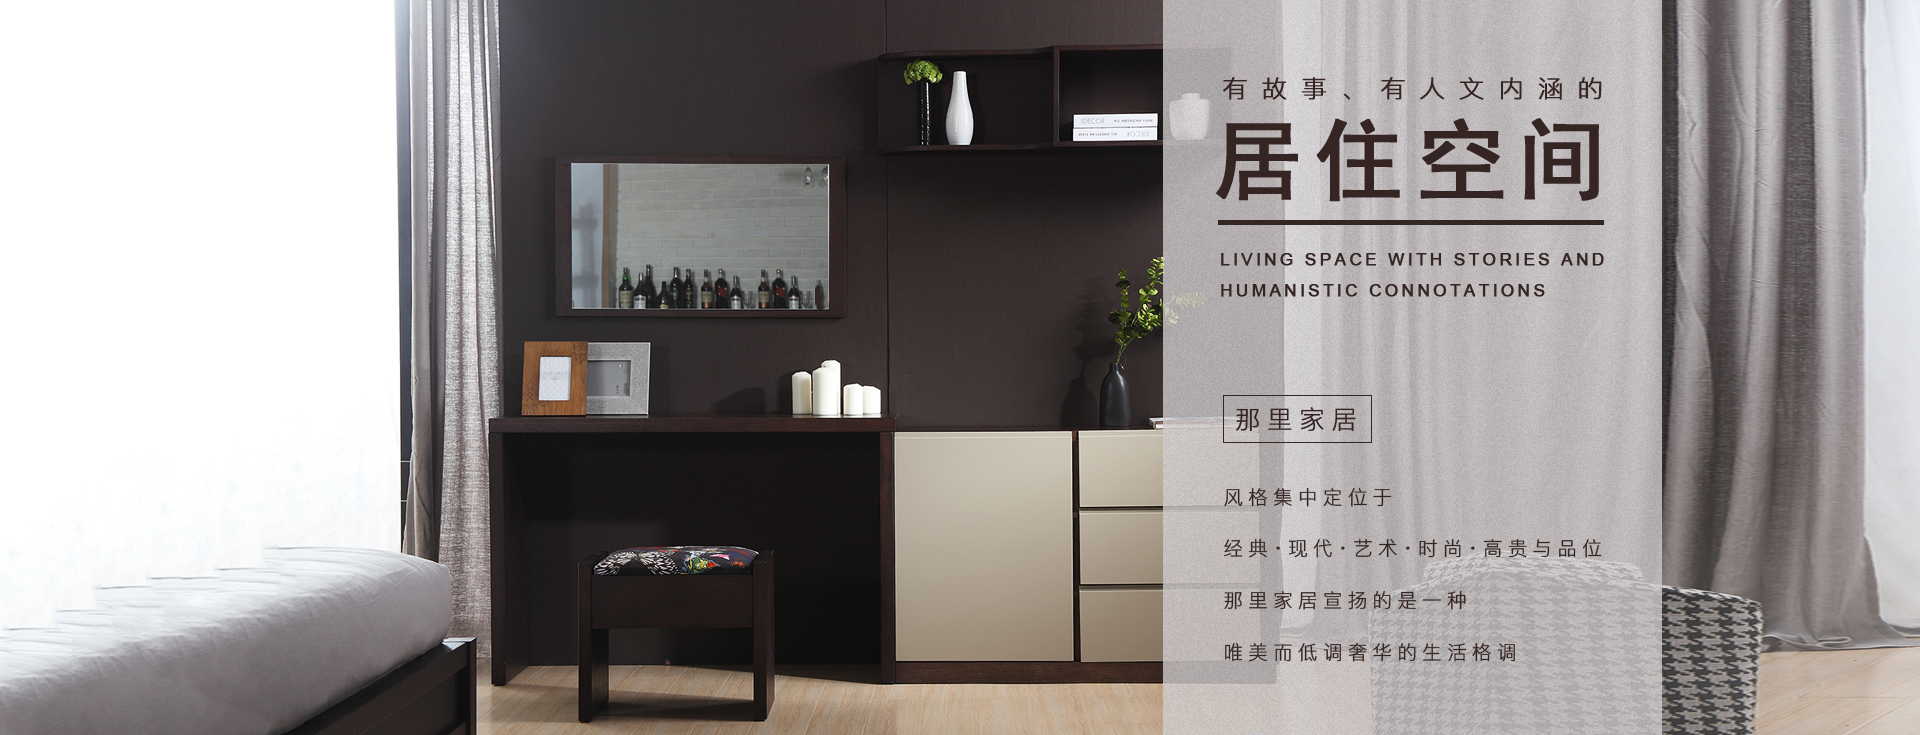 有故事、有人文内涵的
居住空间
LIVING SPACE WITH STORIES AND
HUMANISTIC CONNOTATIONS
那里家居
风格集中定位于
经典·现代·艺术·时尚·高贵与品位
那里家居宣扬的是一种
唯美而低调奢华的生活格调
DECOR